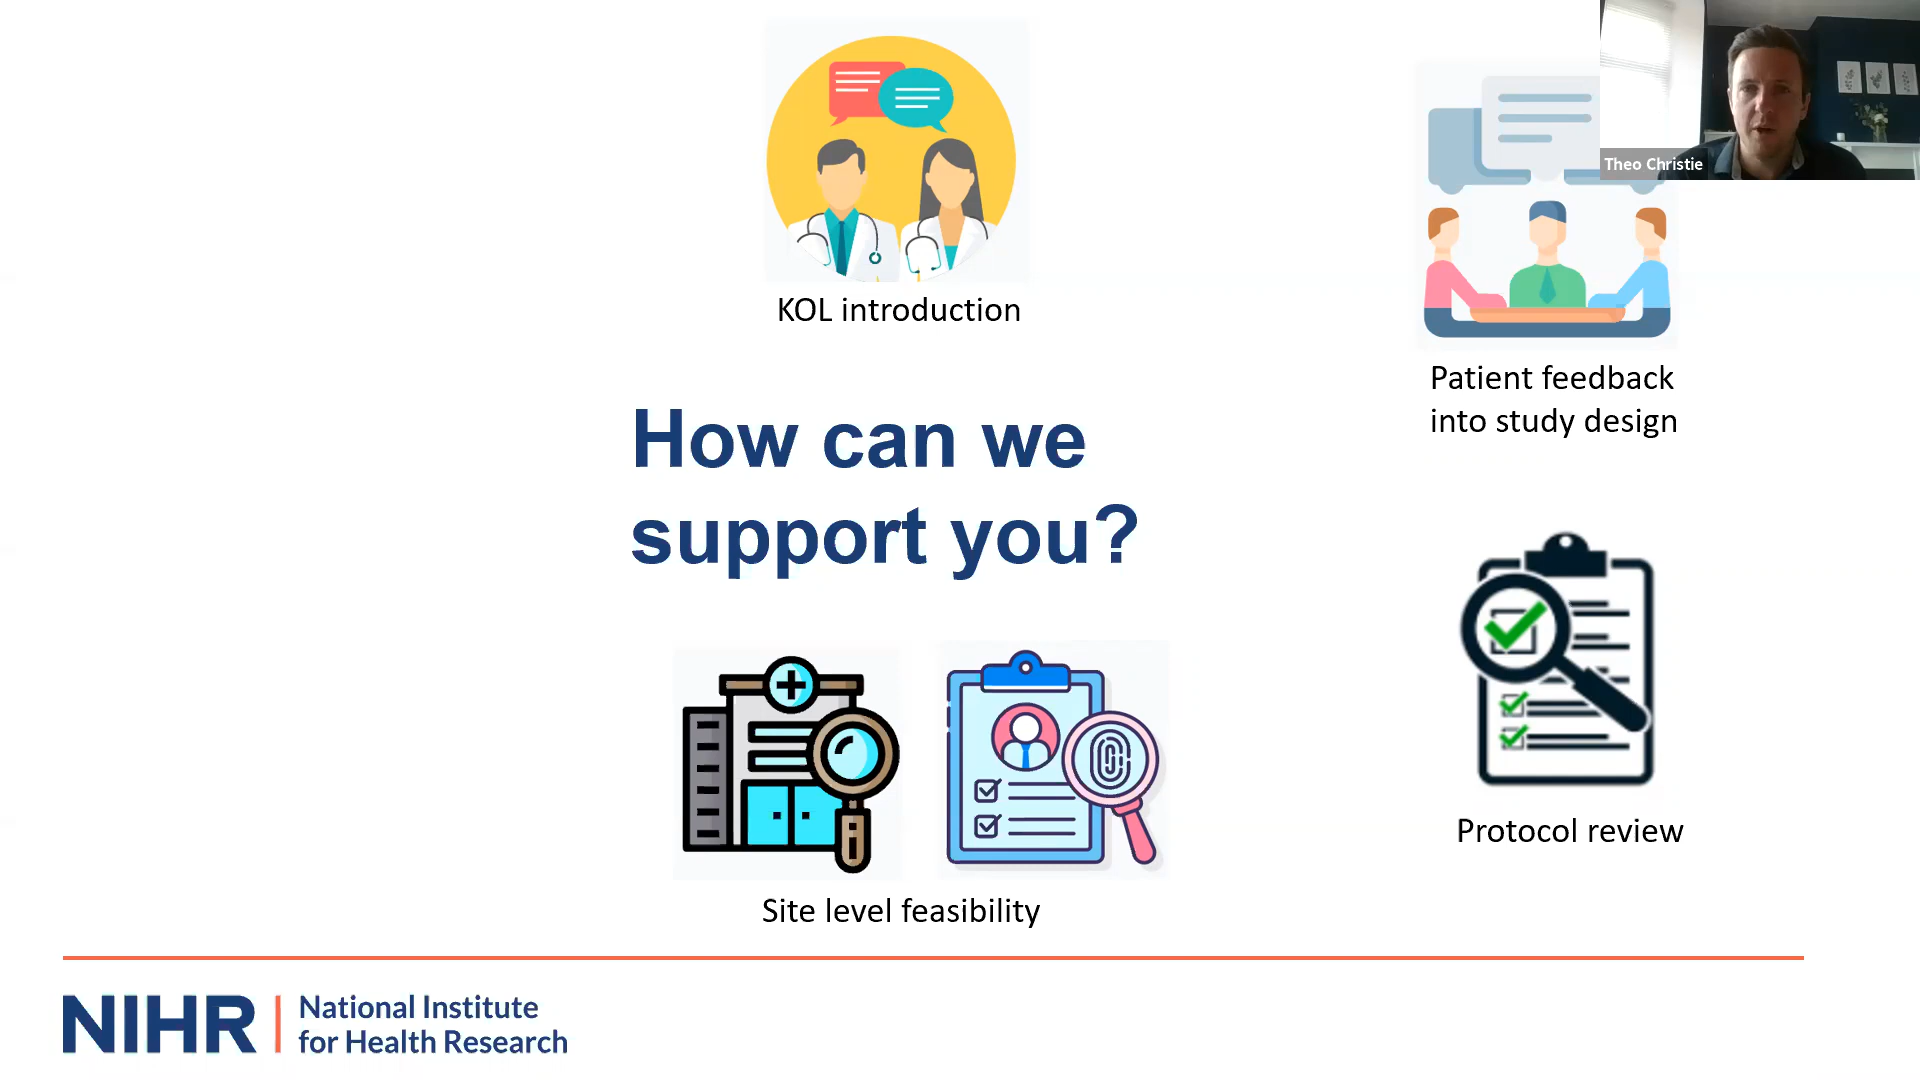 Theo Christie
KOL introduction
Patient feedback
into study design
How can we
support you?
Protocol review
Site level feasibility
NIHR | National Institute
for Health Research